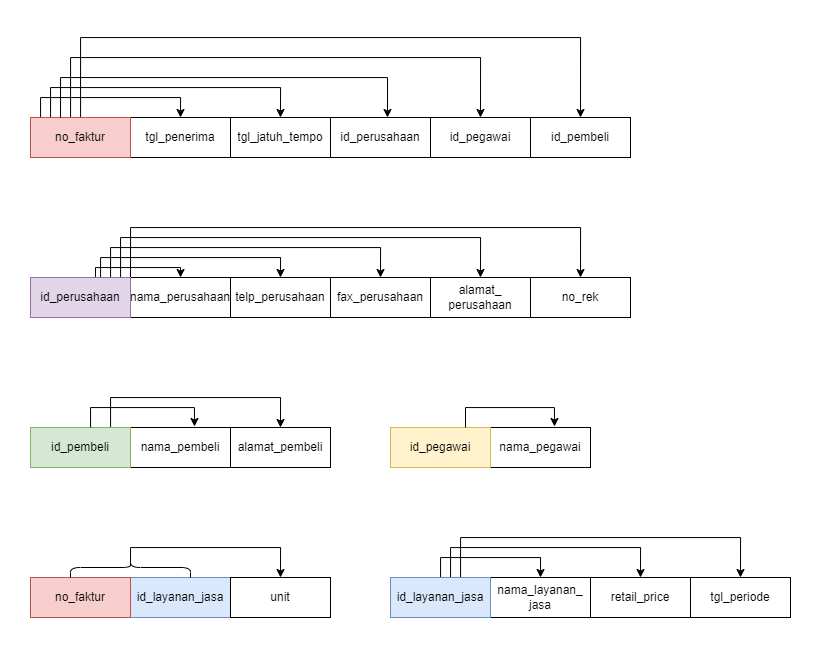 no_faktur tgl_penerima tgl_jatuh_tempo id_perusahaan id_pegawai id_pembeli
id_perusahaan nama_perusahaan telp_perusahaan fax_perusahaan alamat_
perusahaan no_rek
id_pembeli nama_pembeli alamat_pembeli id_pegawai nama_pegawai
no_faktur id_layanan_jasa unit id_layanan_jasa nama_layanan_
jasa retail_price tgl_periode